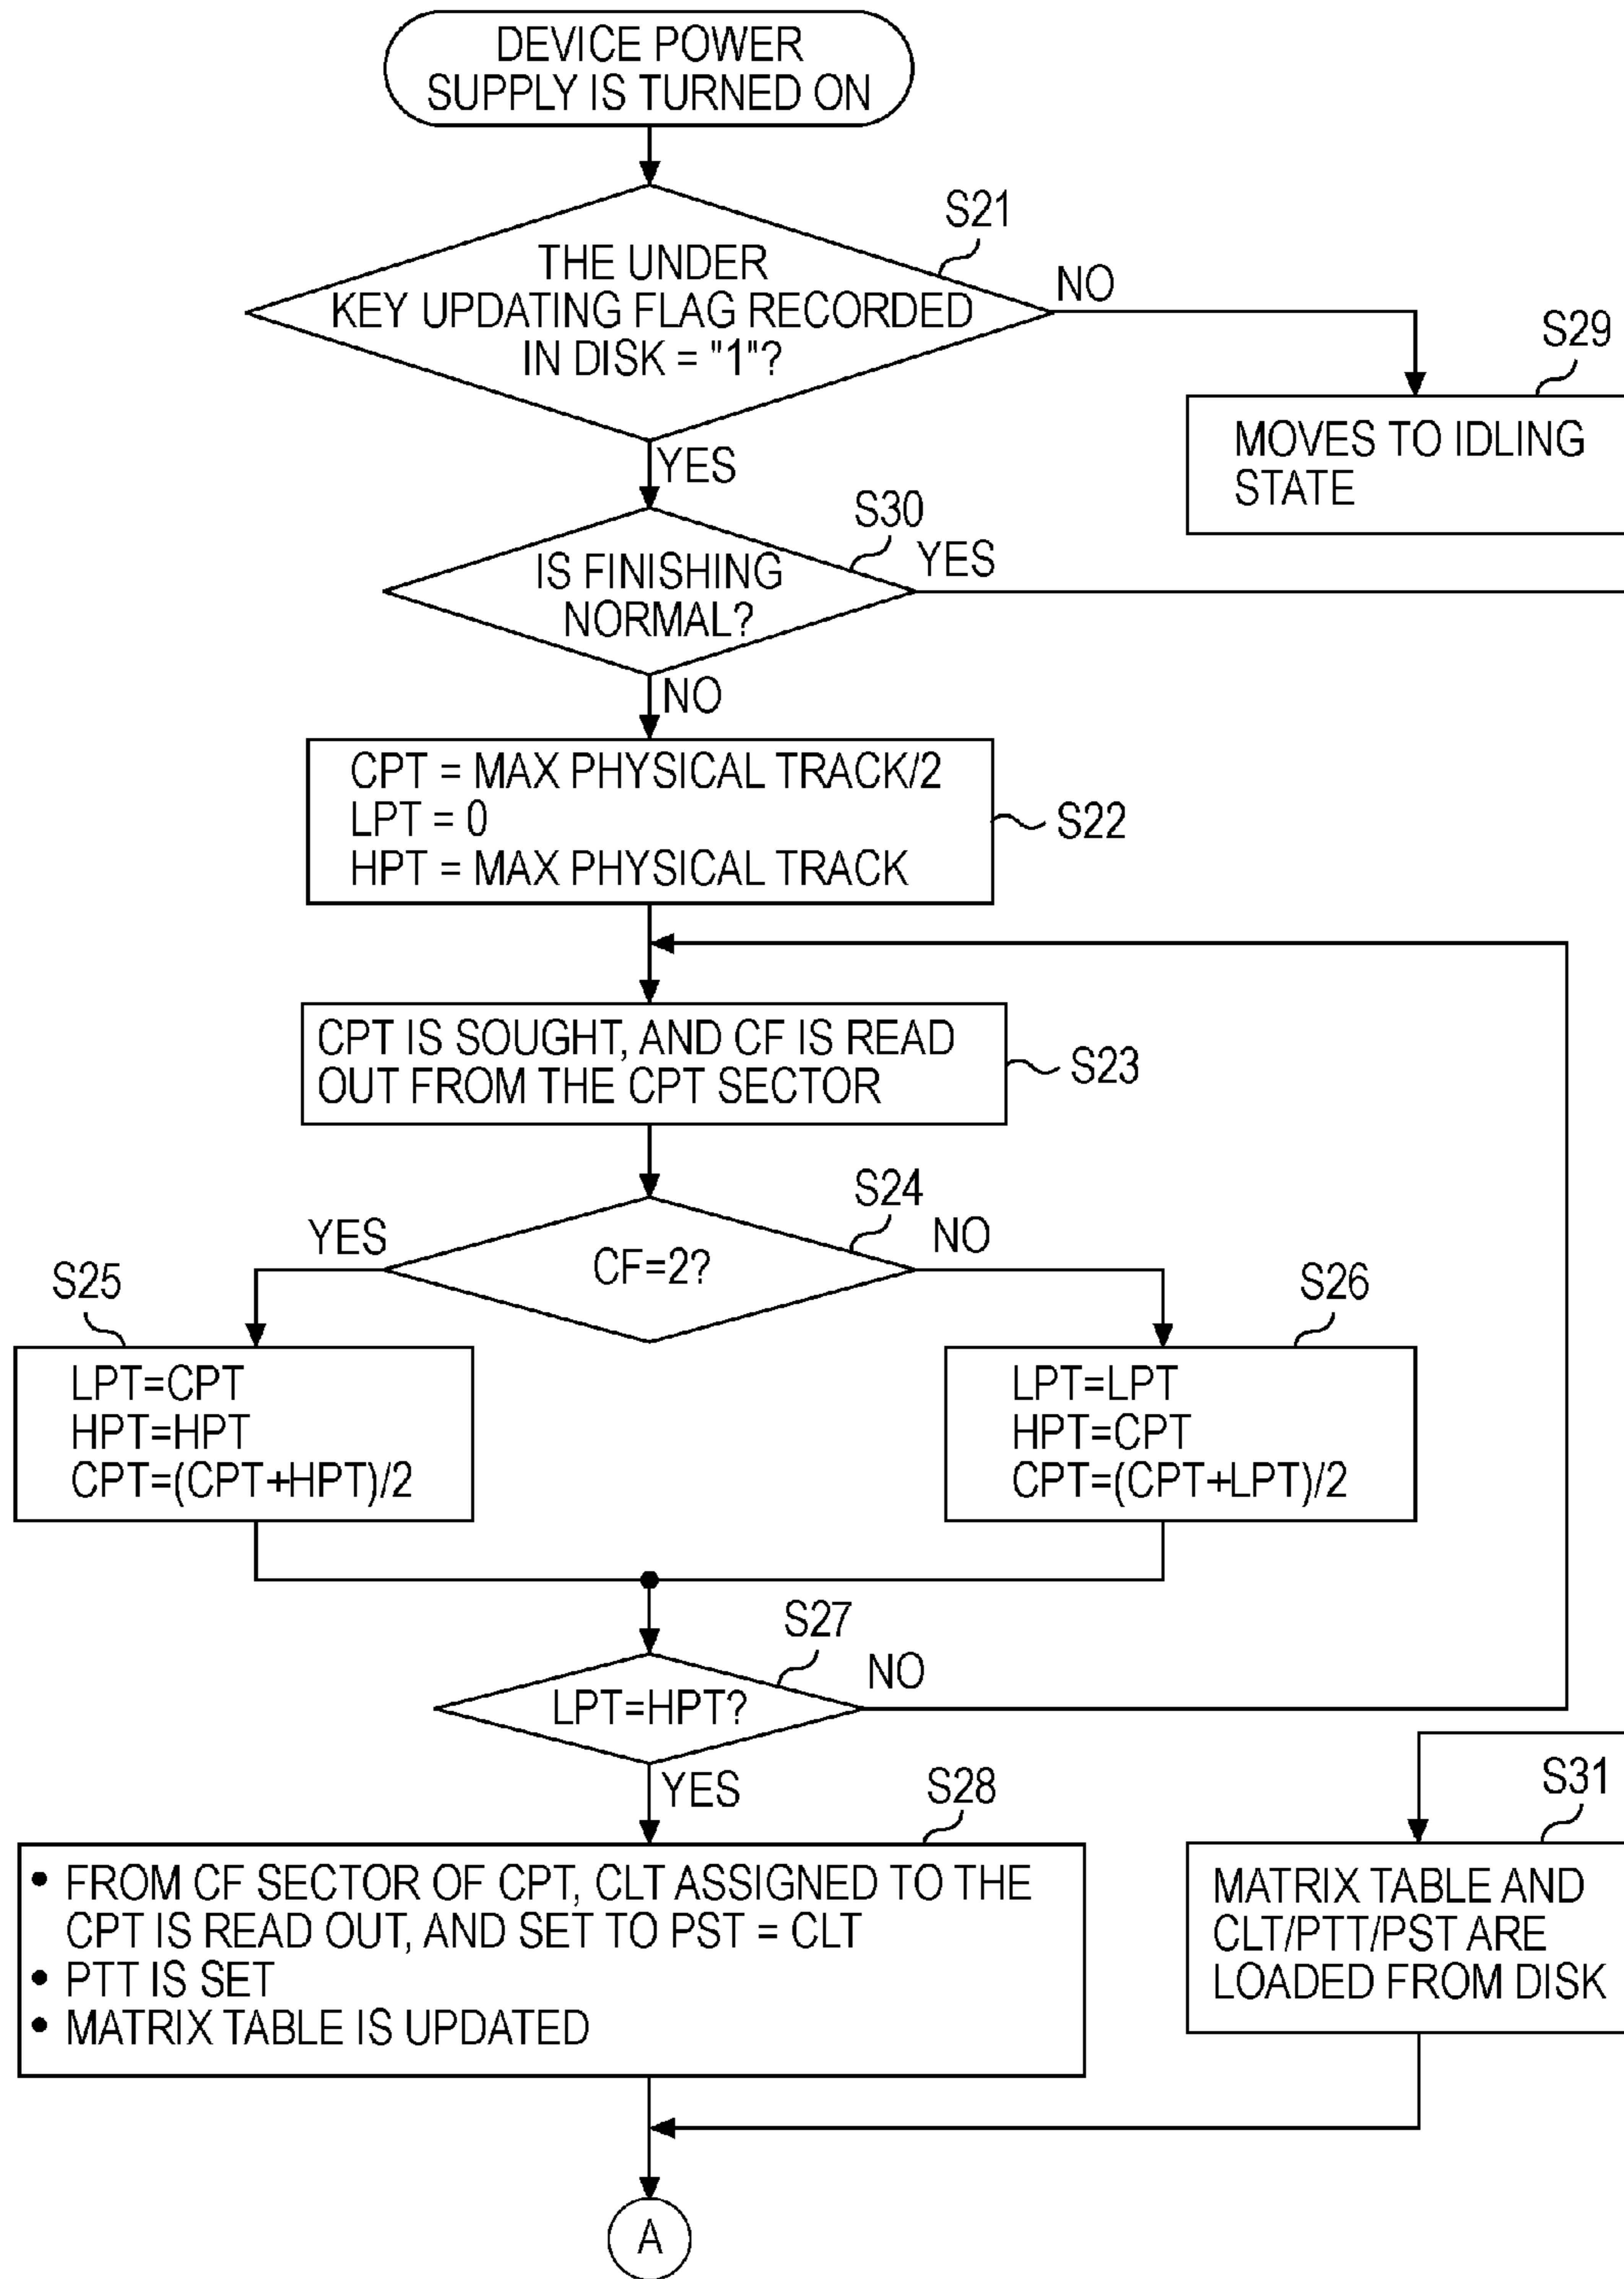 DEVICE POWER
SUPPLY IS TURNED ON
S21
THE UNDER
KEY UPDATING FLAG RECORDED
IN DISK = "1"?
NO
S29
MOVES TO IDLING
STATE
YES
S30
IS FINISHING
NORMAL?
YES
NO
CPT = MAX PHYSICAL TRACK/2
LPT = 0
HPT = MAX PHYSICAL TRACK
S22
CPT IS SOUGHT, AND CF IS READ
OUT FROM THE CPT SECTOR
S23
S24
YES
CF=2?
NO
S25
LPT=CPT
HPT=HPT
CPT=(CPT+HPT)/2
S26
LPT=LPT
HPT=CPT
CPT=(CPT+LPT)/2
S27
LPT=HPT?
NO
YES
S28
• FROM CF SECTOR OF CPT, CLT ASSIGNED TO THE
CPT IS READ OUT, AND SET TO PST = CLT
• PTT IS SET
• MATRIX TABLE IS UPDATED
S31
MATRIX TABLE AND
CLT/PTT/PST ARE
LOADED FROM DISK
A